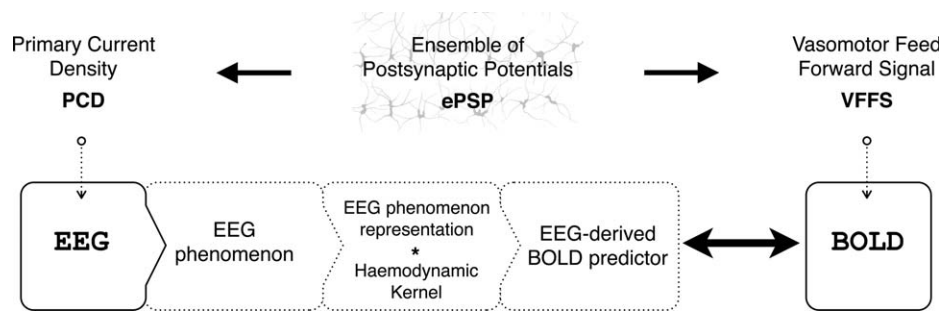 Primary Current
Density
PCD
Ensemble of
Postsynaptic Potentials
ePSP
Vasomotor Feed
Forward Signal
VFFS
EEG
EEG
phenomenon
EEG phenomenon
representation
*
Haemodynamic
Kernel
EEG-derived
BOLD predictor
BOLD